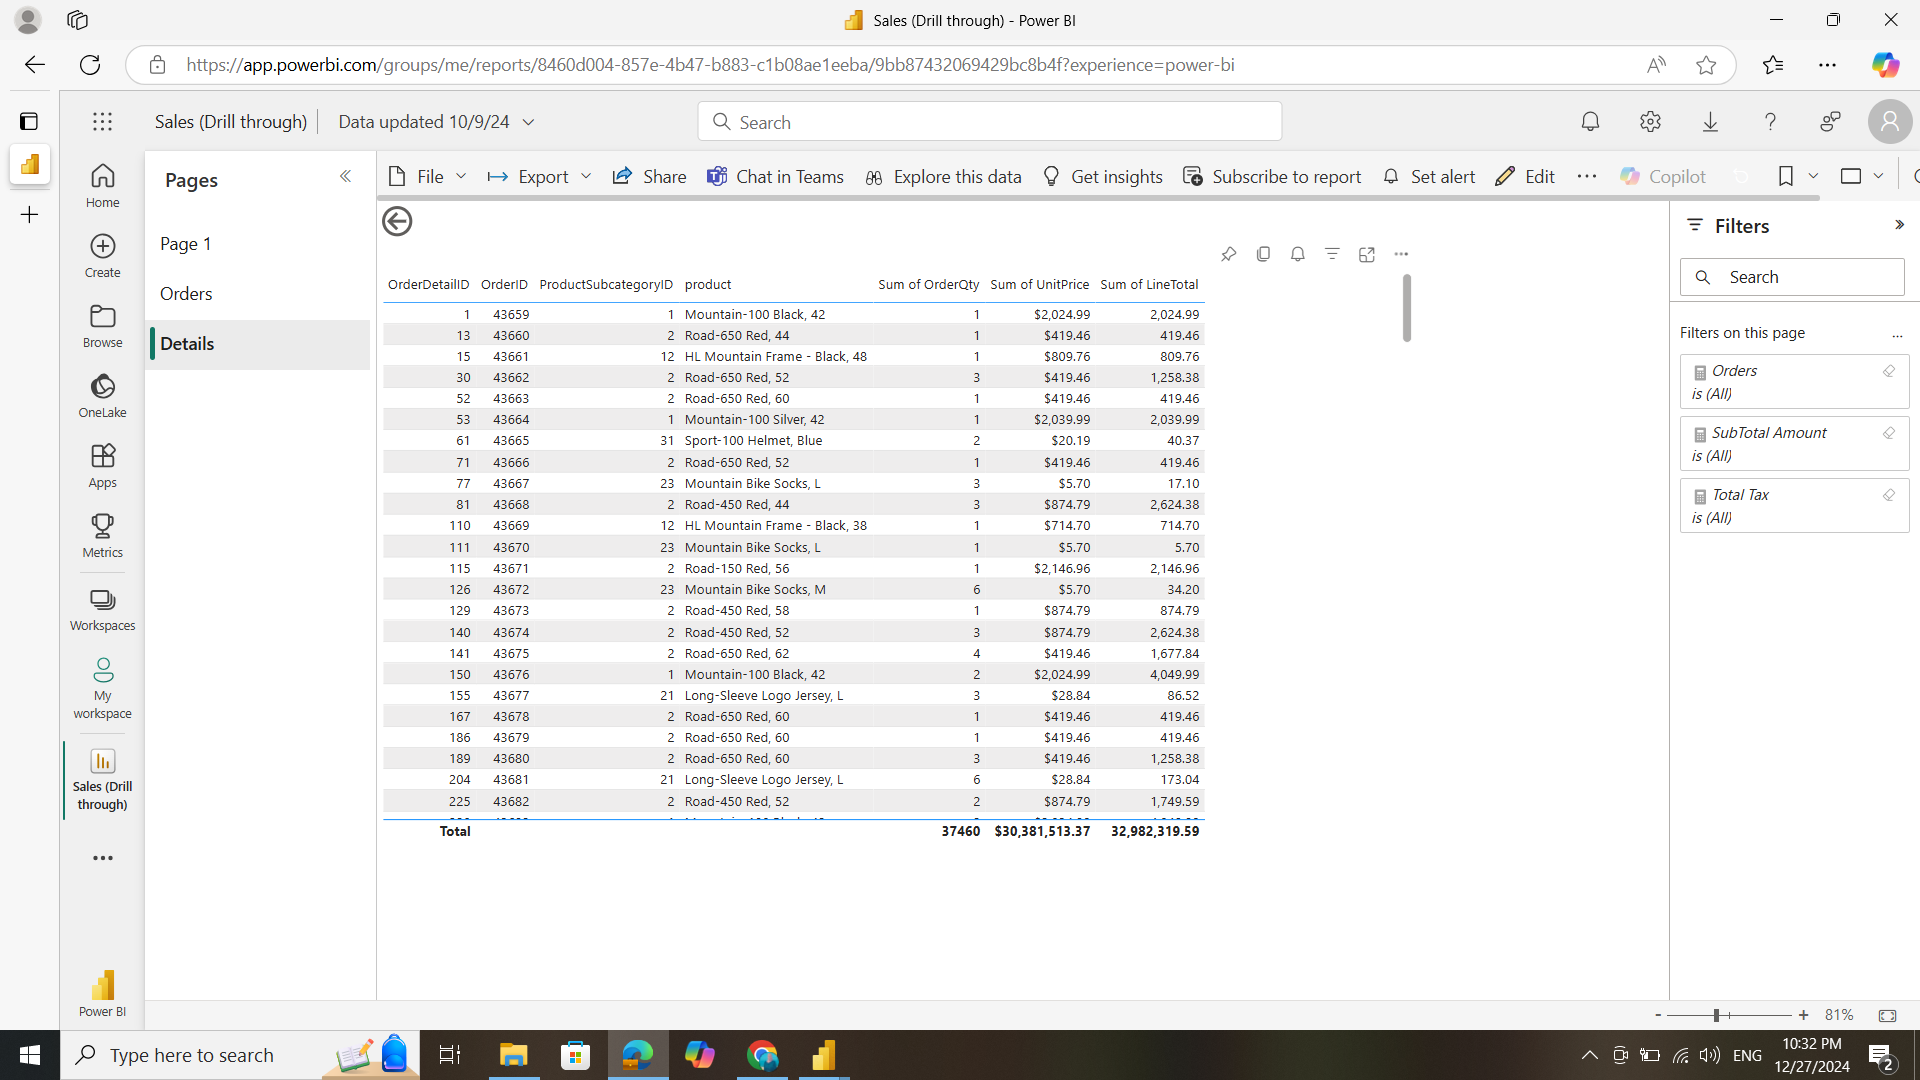 Sales (Drill through) - Power BI
https://app.powerbi.com/groups/me/reports/8460d004-857e-4b47-b883-c1b08ae1eeba/9bb87432069429bc8b4f?experience=power-bi
Sales (Drill through) Data updated 10/9/24 Search
Home
Create
Browse
OneLake
Apps
Metrics
Workspaces
My
workspace
Sales (Drill
through)
Power BI
Pages
Page 1
Orders
Details
File Export Share Chat in Teams Explore this data Get insights Subscribe to report Set alert Edit Copilot
OrderDetailID OrderID ProductSubcategoryID product Sum of OrderQty Sum of UnitPrice Sum of LineTotal
1 43659 1 Mountain-100 Black, 42 1 $2,024.99 2,024.99
13 43660 2 Road-650 Red, 44 1 $419.46 419.46
15 43661 12 HL Mountain Frame - Black, 48 1 $809.76 809.76
30 43662 2 Road-650 Red, 52 3 $419.46 1,258.38
52 43663 2 Road-650 Red, 60 1 $419.46 419.46
53 43664 1 Mountain-100 Silver, 42 1 $2,039.99 2,039.99
61 43665 31 Sport-100 Helmet, Blue 2 $20.19 40.37
71 43666 2 Road-650 Red, 52 1 $419.46 419.46
77 43667 23 Mountain Bike Socks, L 3 $5.70 17.10
81 43668 2 Road-450 Red, 44 3 $874.79 2,624.38
110 43669 12 HL Mountain Frame - Black, 38 1 $714.70 714.70
111 43670 23 Mountain Bike Socks, L 1 $5.70 5.70
115 43671 2 Road-150 Red, 56 1 $2,146.96 2,146.96
126 43672 23 Mountain Bike Socks, M 6 $5.70 34.20
129 43673 2 Road-450 Red, 58 1 $874.79 874.79
140 43674 2 Road-450 Red, 52 3 $874.79 2,624.38
141 43675 2 Road-650 Red, 62 4 $419.46 1,677.84
150 43676 1 Mountain-100 Black, 42 2 $2,024.99 4,049.99
155 43677 21 Long-Sleeve Logo Jersey, L 3 $28.84 86.52
167 43678 2 Road-650 Red, 60 1 $419.46 419.46
186 43679 2 Road-650 Red, 60 1 $419.46 419.46
189 43680 2 Road-650 Red, 60 3 $419.46 1,258.38
204 43681 21 Long-Sleeve Logo Jersey, L 6 $28.84 173.04
225 43682 2 Road-450 Red, 52 2 $874.79 1,749.59
Total 37460 $30,381,513.37 32,982,319.59
Filters
Search
Filters on this page
Orders
is (All)
SubTotal Amount
is (All)
Total Tax
is (All)
- + 81%
Type here to search
ENG
10:32 PM
12/27/2024
2